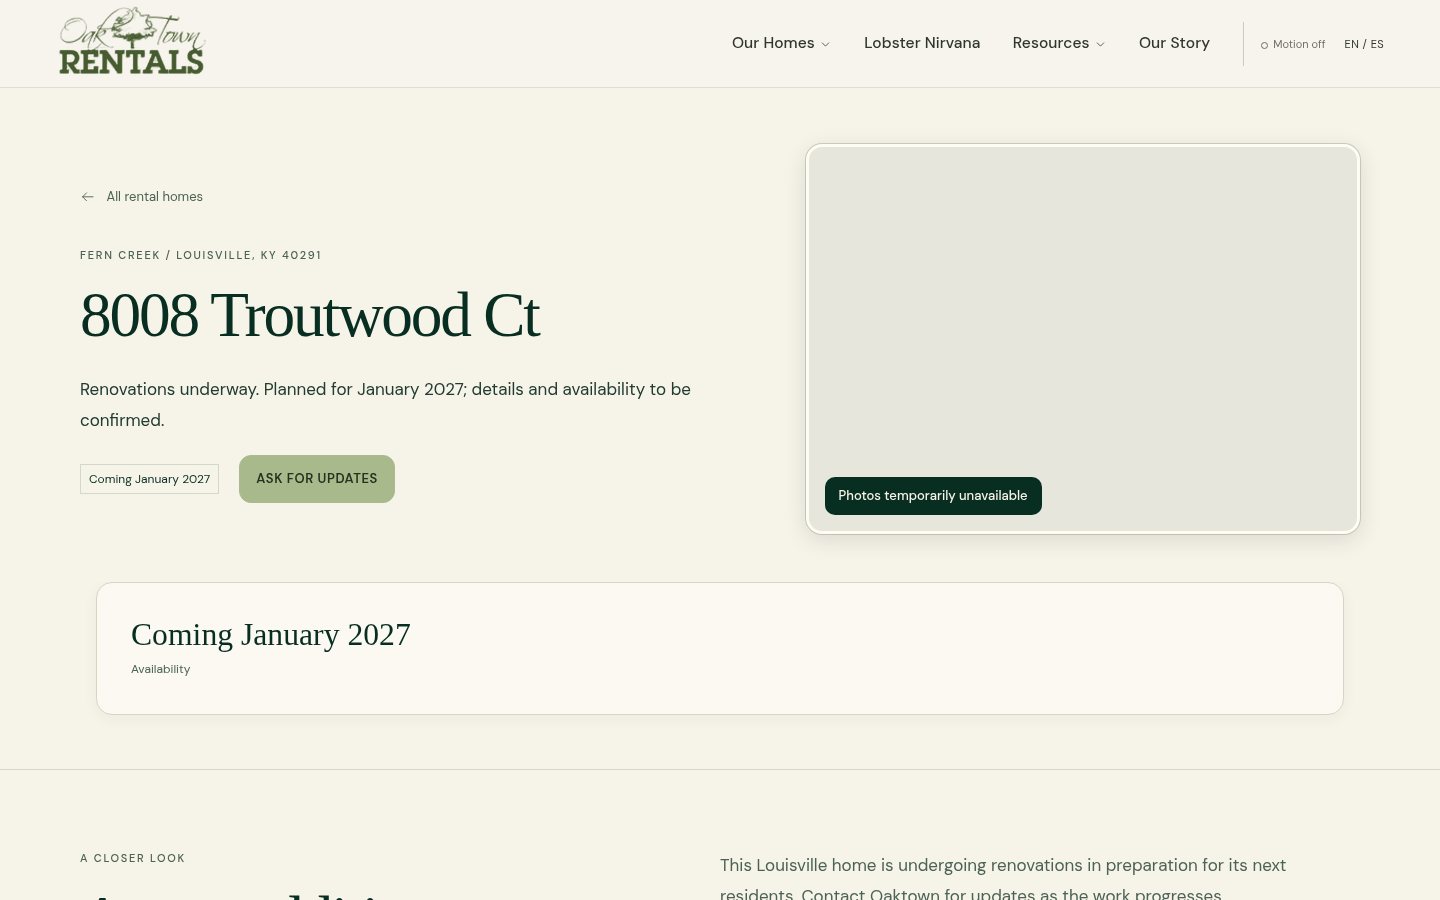 Oak Town
RENTALS
Our Homes
Lobster Nirvana
Resources
Our Story
Motion off
EN / ES
All rental homes
FERN CREEK / LOUISVILLE, KY 40291
8008 Troutwood Ct
Renovations underway. Planned for January 2027; details and availability to be
confirmed.
Coming January 2027
ASK FOR UPDATES
Photos temporarily unavailable
Coming January 2027
Availability
A CLOSER LOOK
This Louisville home is undergoing renovations in preparation for its next
residents. Contact Oaktown for updates as the work progresses.